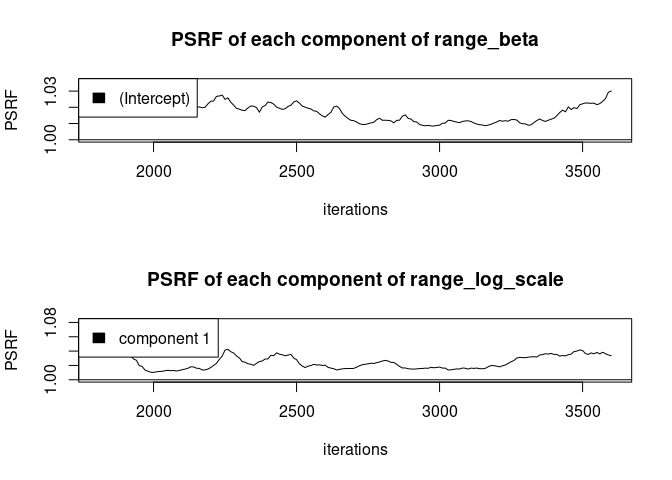 PSRF of each component of range_beta
PSRF
1.03
1.00
(Intercept)
2000 2500 3000 3500
iterations
PSRF of each component of range_log_scale
PSRF
1.08
1.00
component 1
2000 2500 3000 3500
iterations